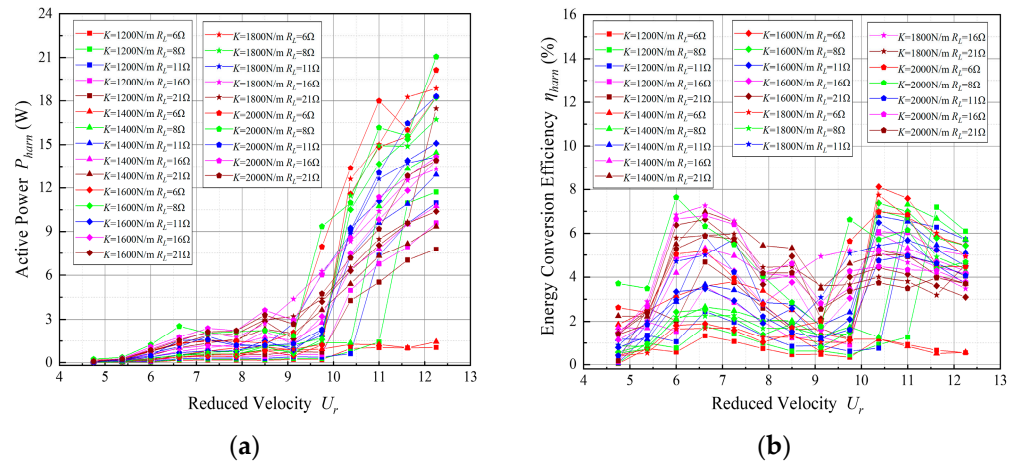 24
21
18
15
12
9
6
3
0
Active Power P_harn (W)
K=1200N/m R_L=6Ω
K=1200N/m R_L=8Ω
K=1200N/m R_L=11Ω
K=1200N/m R_L=16Ω
K=1200N/m R_L=21Ω
K=1400N/m R_L=6Ω
K=1400N/m R_L=8Ω
K=1400N/m R_L=11Ω
K=1400N/m R_L=16Ω
K=1400N/m R_L=21Ω
K=1600N/m R_L=6Ω
K=1600N/m R_L=8Ω
K=1600N/m R_L=11Ω
K=1600N/m R_L=16Ω
K=1600N/m R_L=21Ω
K=1800N/m R_L=6Ω
K=1800N/m R_L=8Ω
K=1800N/m R_L=11Ω
K=1800N/m R_L=16Ω
K=1800N/m R_L=21Ω
K=2000N/m R_L=6Ω
K=2000N/m R_L=8Ω
K=2000N/m R_L=11Ω
K=2000N/m R_L=16Ω
K=2000N/m R_L=21Ω
4 5 6 7 8 9 10 11 12 13
Reduced Velocity U_r
(a)
16
14
12
10
8
6
4
2
0
Energy Conversion Efficiency η_harn (%)
K=1200N/m R_L=6Ω
K=1200N/m R_L=8Ω
K=1200N/m R_L=11Ω
K=1200N/m R_L=16Ω
K=1200N/m R_L=21Ω
K=1400N/m R_L=6Ω
K=1400N/m R_L=8Ω
K=1400N/m R_L=11Ω
K=1400N/m R_L=16Ω
K=1400N/m R_L=21Ω
K=1600N/m R_L=6Ω
K=1600N/m R_L=8Ω
K=1600N/m R_L=11Ω
K=1600N/m R_L=16Ω
K=1600N/m R_L=21Ω
K=1800N/m R_L=6Ω
K=1800N/m R_L=8Ω
K=1800N/m R_L=11Ω
K=1800N/m R_L=16Ω
K=1800N/m R_L=21Ω
K=2000N/m R_L=6Ω
K=2000N/m R_L=8Ω
K=2000N/m R_L=11Ω
K=2000N/m R_L=16Ω
K=2000N/m R_L=21Ω
4 5 6 7 8 9 10 11 12 13
Reduced Velocity U_r
(b)